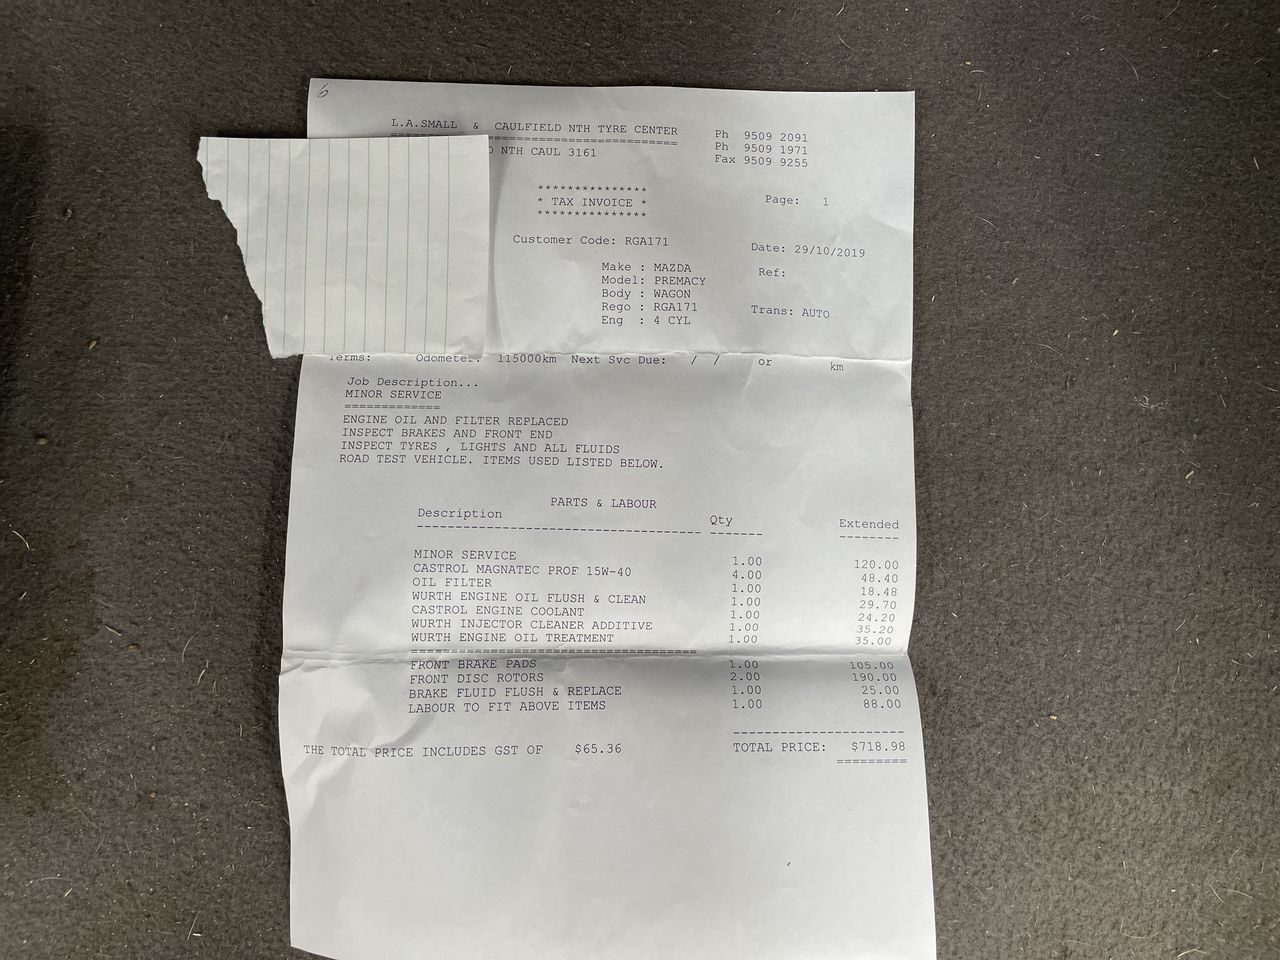 6
L.A.SMALL & CAULFIELD NTH TYRE CENTER
NTH CAUL 3161
Ph 9509 2091
Ph 9509 1971
Fax 9509 9255
***************
* TAX INVOICE *
***************
Page: 1
Customer Code: RGA171
Date: 29/10/2019
Make : MAZDA
Ref:
Model: PREMACY
Body : WAGON
Rego : RGA171
Trans: AUTO
Eng : 4 CYL
Terms: Odometer: 115000km Next Svc Due: / / or km
Job Description...
MINOR SERVICE
ENGINE OIL AND FILTER REPLACED
INSPECT BRAKES AND FRONT END
INSPECT TYRES , LIGHTS AND ALL FLUIDS
ROAD TEST VEHICLE. ITEMS USED LISTED BELOW.
PARTS & LABOUR
Description Qty Extended
MINOR SERVICE 1.00 120.00
CASTROL MAGNATEC PROF 15W-40 4.00 48.40
OIL FILTER 1.00 18.48
WURTH ENGINE OIL FLUSH & CLEAN 1.00 29.70
CASTROL ENGINE COOLANT 1.00 24.20
WURTH INJECTOR CLEANER ADDITIVE 1.00 35.20
WURTH ENGINE OIL TREATMENT 1.00 35.00
FRONT BRAKE PADS 1.00 105.00
FRONT DISC ROTORS 2.00 190.00
BRAKE FLUID FLUSH & REPLACE 1.00 25.00
LABOUR TO FIT ABOVE ITEMS 1.00 88.00
THE TOTAL PRICE INCLUDES GST OF $65.36 TOTAL PRICE: $718.98